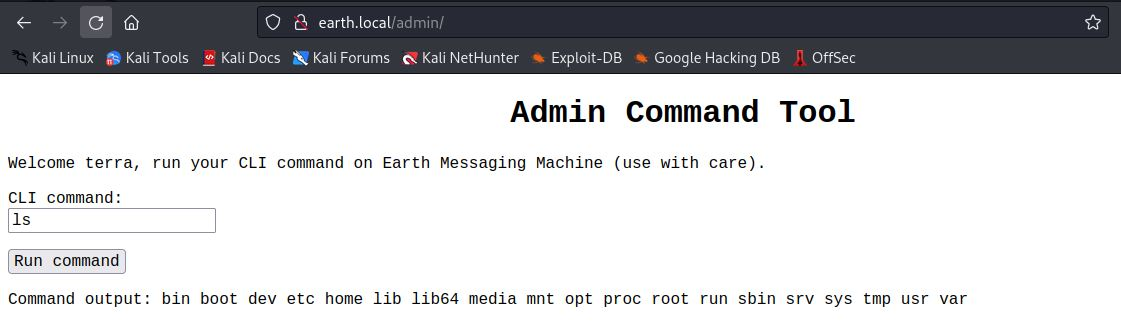 earth.local/admin/
Kali Linux Kali Tools Kali Docs Kali Forums Kali NetHunter Exploit-DB Google Hacking DB OffSec
Admin Command Tool
Welcome terra, run your CLI command on Earth Messaging Machine (use with care).
CLI command:
ls
Run command
Command output: bin boot dev etc home lib lib64 media mnt opt proc root run sbin srv sys tmp usr var